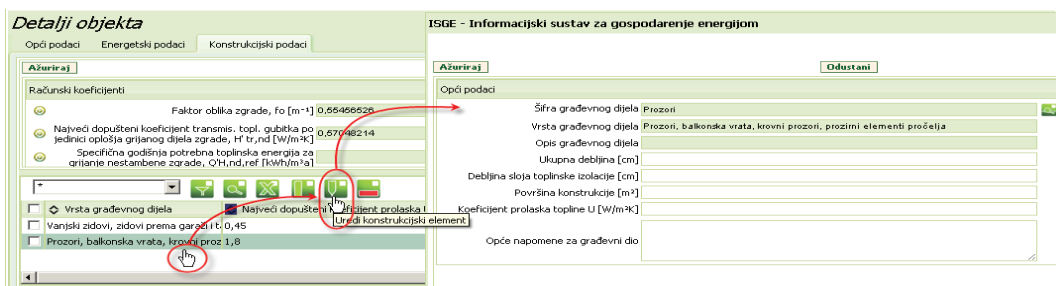 Detalji objekta
Opći podaci Energetski podaci Konstrukcijski podaci
Ažuriraj
Računski koeficijenti
Faktor oblika zgrade, fo [m⁻¹] 0,55456526
Najveći dopušteni koeficijent transmis. topl. gubitka po
jedinici oplošja grijanog dijela zgrade, H' tr,nd [W/m²K] 0,57048214
Specifična godišnja potrebna toplinska energija za
grijanje nestambene zgrade, Q'H,nd,ref [kWh/m³a]
*
Vrsta građevnog dijela Najveći dopušteni koeficijent prolaska
Uredi konstrukcijski element
Vanjski zidovi, zidovi prema garaži i t 0,45
Prozori, balkonska vrata, krovni proz 1,8
ISGE - Informacijski sustav za gospodarenje energijom
Ažuriraj Odustani
Opći podaci
Šifra građevnog dijela Prozori
Vrsta građevnog dijela Prozori, balkonska vrata, krovni prozori, prozirni elementi pročelja
Opis građevnog dijela
Ukupna debljina [cm]
Debljina sloja toplinske izolacije [cm]
Površina konstrukcije [m²]
Koeficijent prolaska topline U [W/m²K]
Opće napomene za građevni dio